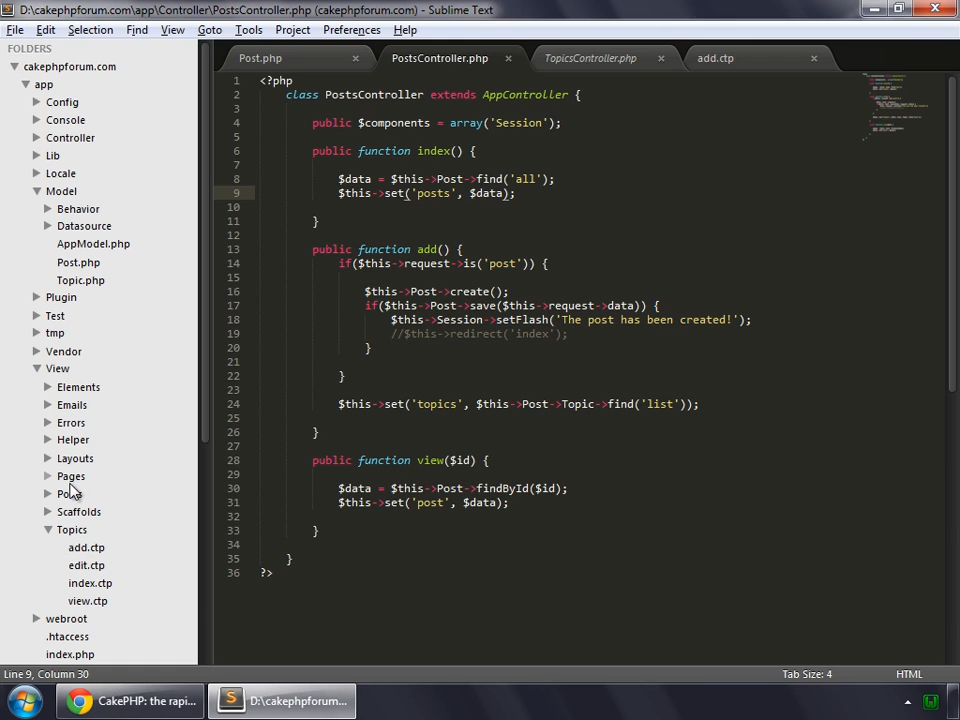 D:\cakephpforum.com\app\Controller\PostsController.php (cakephpforum.com) - Sublime Text
File Edit Selection Find View Goto Tools Project Preferences Help
FOLDERS
cakephpforum.com
app
Config
Console
Controller
Lib
Locale
Model
Behavior
Datasource
AppModel.php
Post.php
Topic.php
Plugin
Test
tmp
Vendor
View
Elements
Emails
Errors
Helper
Layouts
Pages
Scaffolds
Topics
add.ctp
edit.ctp
index.ctp
view.ctp
webroot
.htaccess
index.php
Post.php PostsController.php TopicsController.php add.ctp
1 <?php
2 class PostsController extends AppController {
3
4 public $components = array('Session');
5
6 public function index() {
7
8 $data = $this->Post->find('all');
9 $this->set('posts', $data);
10
11 }
12
13 public function add() {
14 if($this->request->is('post')) {
15
16 $this->Post->create();
17 if($this->Post->save($this->request->data)) {
18 $this->Session->setFlash('The post has been created!');
19 //$this->redirect('index');
20 }
21
22 }
23
24 $this->set('topics', $this->Post->Topic->find('list'));
25
26 }
27
28 public function view($id) {
29
30 $data = $this->Post->findById($id);
31 $this->set('post', $data);
32
33 }
34
35 }
36 ?>
Line 9, Column 30 Tab Size: 4 HTML
CakePHP: the rapi... D:\cakephpforum...